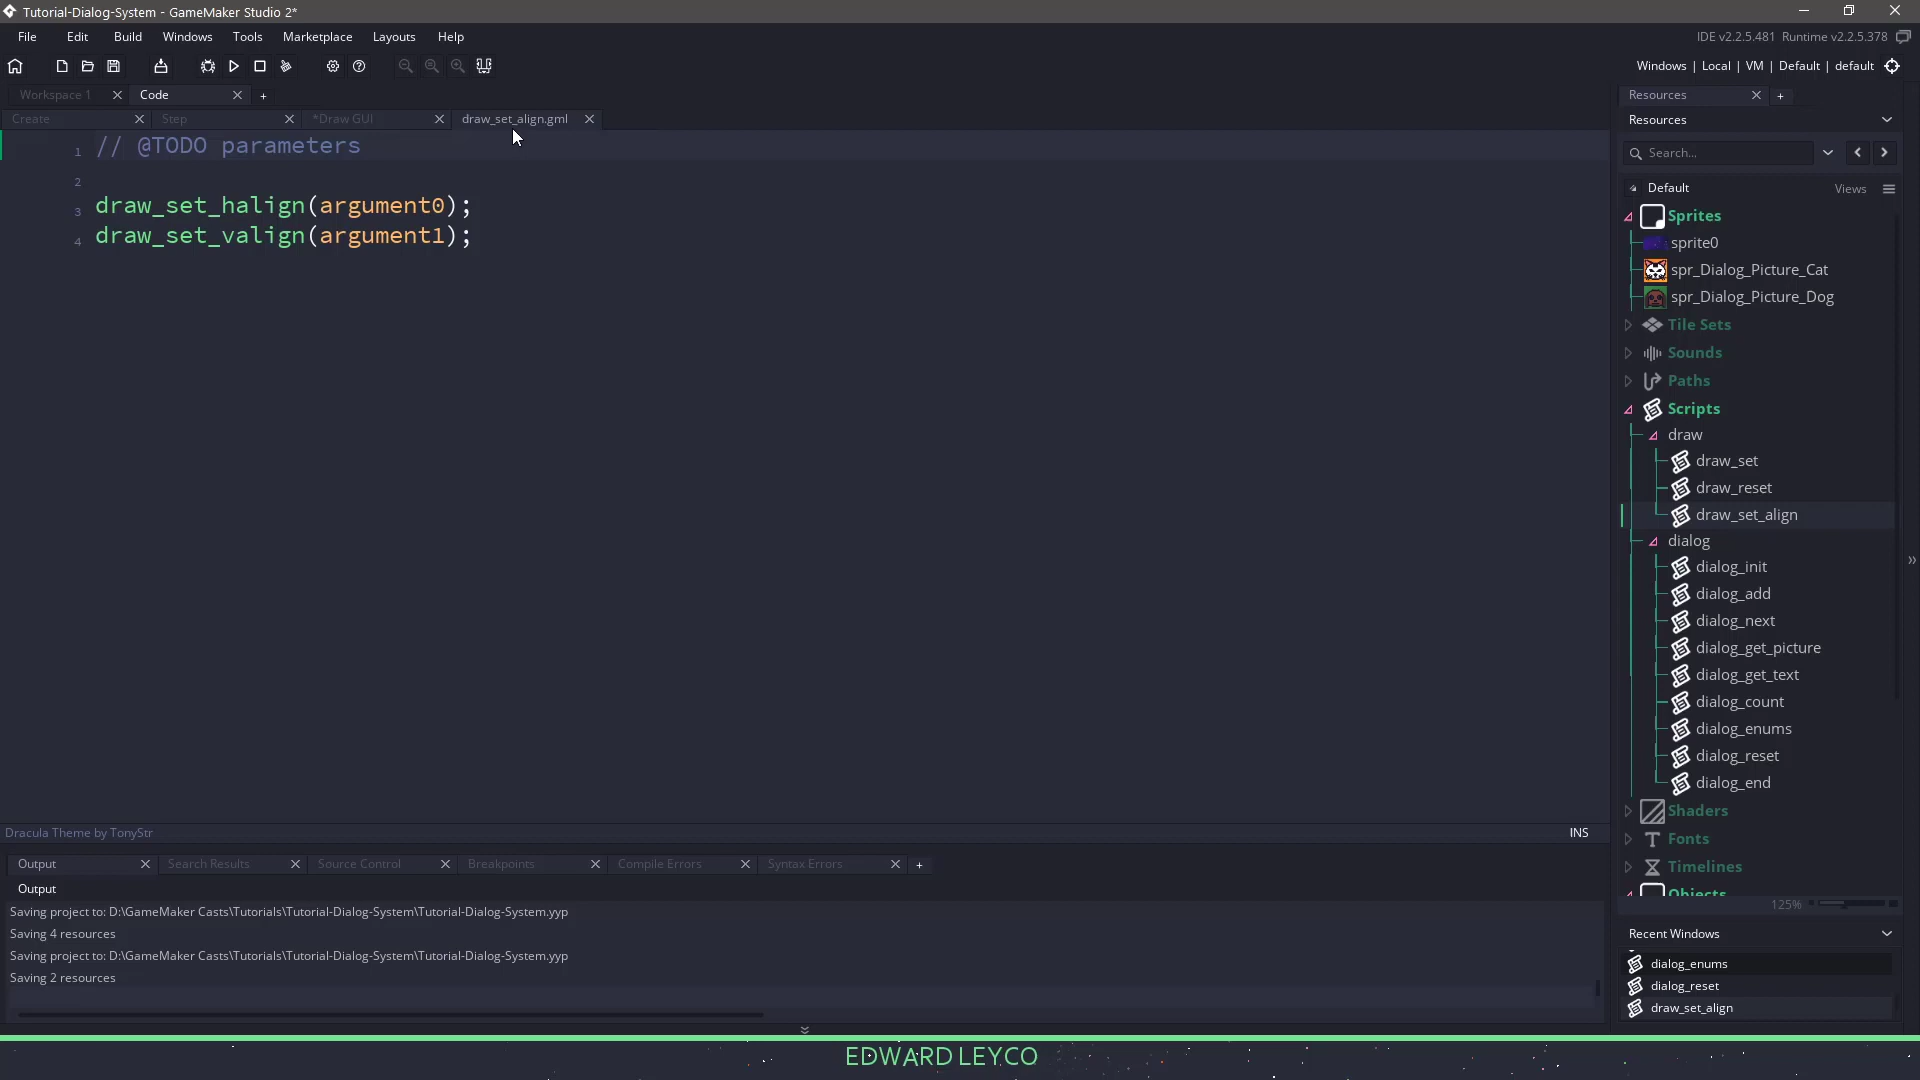 Tutorial-Dialog-System - GameMaker Studio 2*
File Edit Build Windows Tools Marketplace Layouts Help
IDE v2.2.5.481 Runtime v2.2.5.378
Windows | Local | VM | Default | default
Workspace 1
Code
Create
Step
*Draw GUI
draw_set_align.gml
1 // @TODO parameters
2
3 draw_set_halign(argument0);
4 draw_set_valign(argument1);
Dracula Theme by TonyStr
INS
Output
Search Results
Source Control
Breakpoints
Compile Errors
Syntax Errors
Output
Saving project to: D:\GameMaker Casts\Tutorials\Tutorial-Dialog-System\Tutorial-Dialog-System.yyp
Saving 4 resources
Saving project to: D:\GameMaker Casts\Tutorials\Tutorial-Dialog-System\Tutorial-Dialog-System.yyp
Saving 2 resources
Resources
Resources
Search...
Default
Views
Sprites
sprite0
spr_Dialog_Picture_Cat
spr_Dialog_Picture_Dog
Tile Sets
Sounds
Paths
Scripts
draw
draw_set
draw_reset
draw_set_align
dialog
dialog_init
dialog_add
dialog_next
dialog_get_picture
dialog_get_text
dialog_count
dialog_enums
dialog_reset
dialog_end
Shaders
Fonts
Timelines
Objects
125%
Recent Windows
dialog_enums
dialog_reset
draw_set_align
EDWARD LEYCO